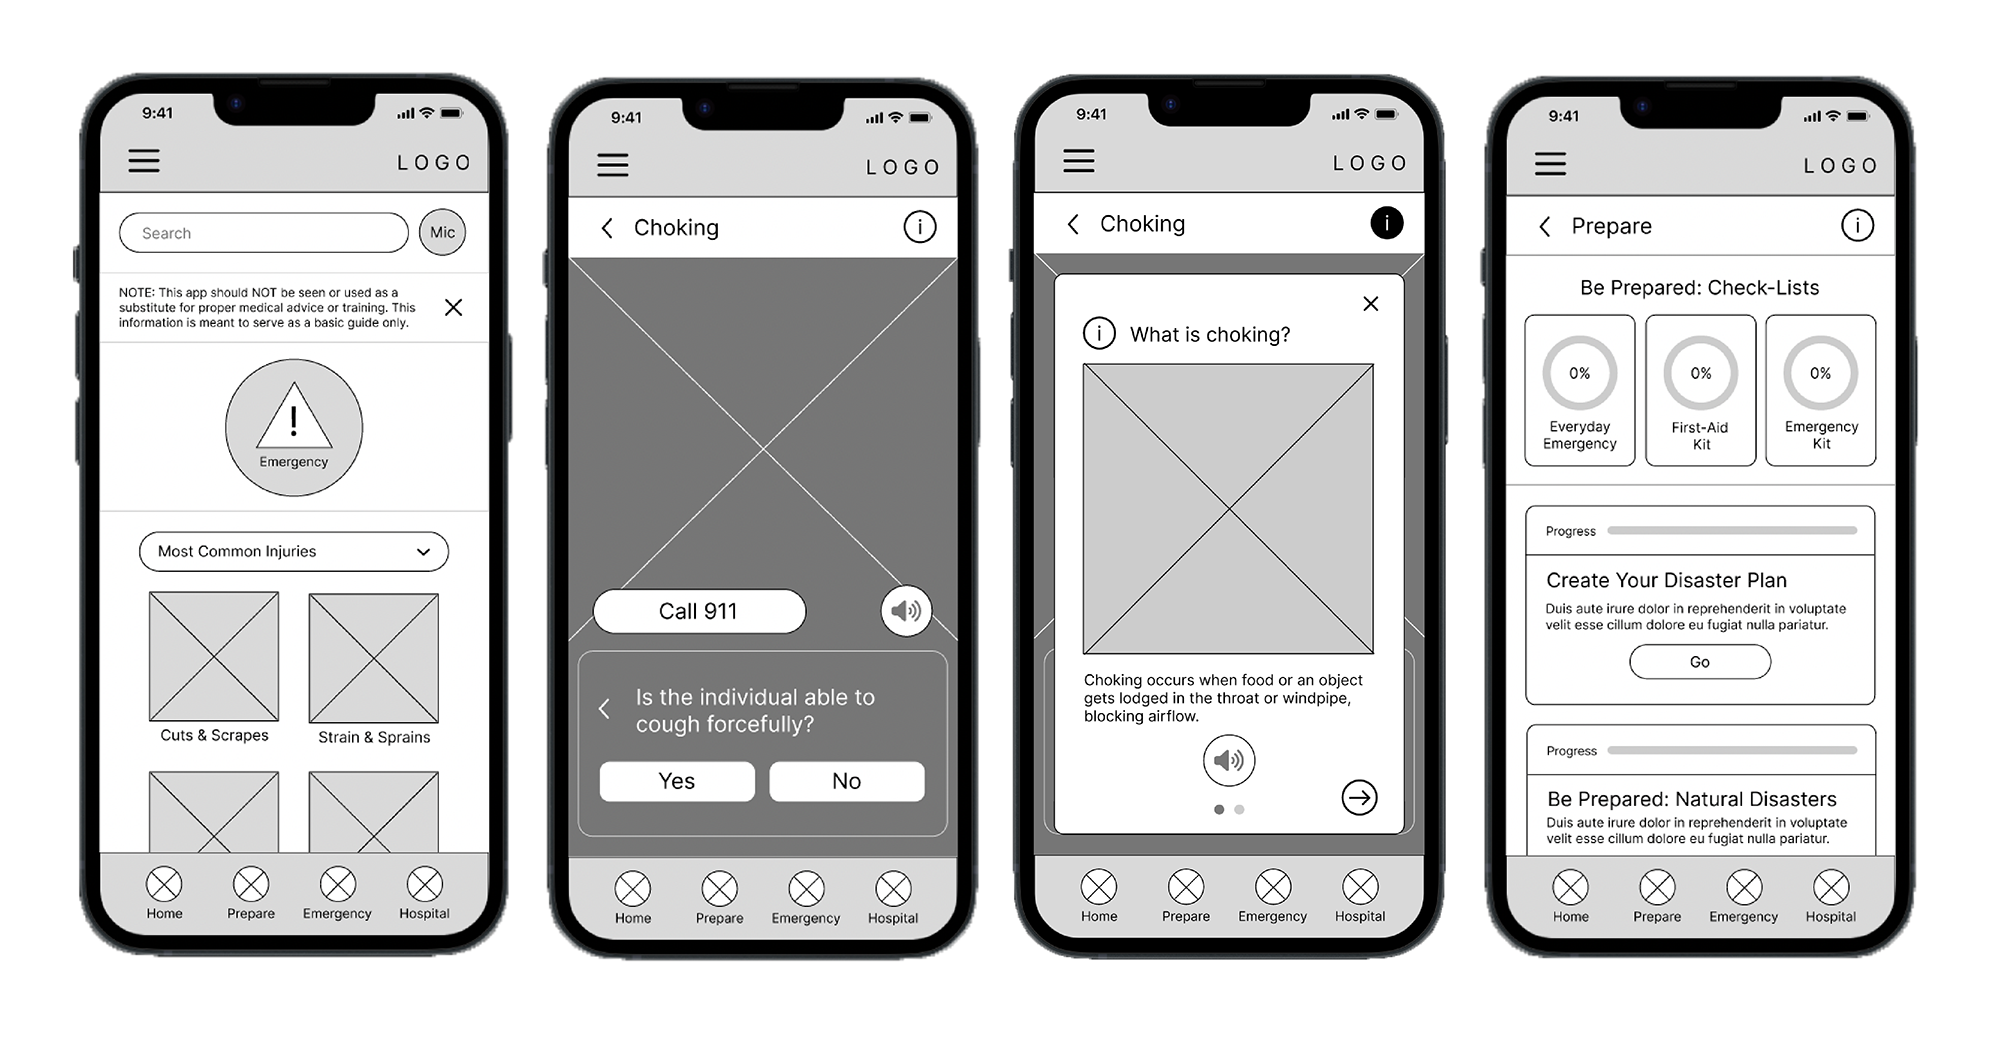 9:41
LOGO
Search
Mic
NOTE: This app should NOT be seen or used as a
substitute for proper medical advice or training. This
information is meant to serve as a basic guide only.
!
Emergency
Most Common Injuries
Cuts & Scrapes
Strain & Sprains
Home
Prepare
Emergency
Hospital
9:41
LOGO
Choking
i
Call 911
Is the individual able to
cough forcefully?
Yes
No
Home
Prepare
Emergency
Hospital
9:41
LOGO
Choking
i
i
What is choking?
Choking occurs when food or an object
gets lodged in the throat or windpipe,
blocking airflow.
Home
Prepare
Emergency
Hospital
9:41
LOGO
Prepare
i
Be Prepared: Check-Lists
0%
Everyday
Emergency
0%
First-Aid
Kit
0%
Emergency
Kit
Progress
Create Your Disaster Plan
Duis aute irure dolor in reprehenderit in voluptate
velit esse cillum dolore eu fugiat nulla pariatur.
Go
Progress
Be Prepared: Natural Disasters
Duis aute irure dolor in reprehenderit in voluptate
velit esse cillum dolore eu fugiat nulla pariatur.
Home
Prepare
Emergency
Hospital